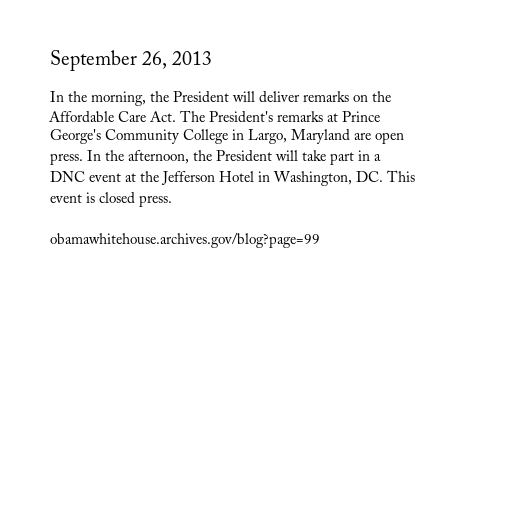 September 26, 2013
In the morning, the President will deliver remarks on the
Affordable Care Act. The President's remarks at Prince
George's Community College in Largo, Maryland are open
press. In the afternoon, the President will take part in a
DNC event at the Jefferson Hotel in Washington, DC. This
event is closed press.
obamawhitehouse.archives.gov/blog?page=99